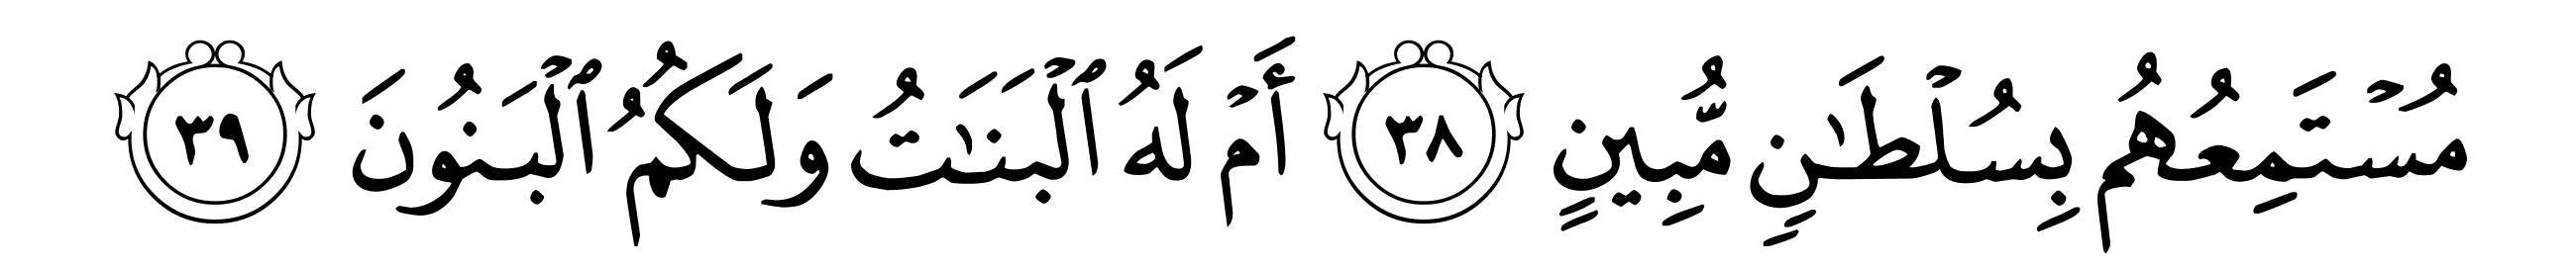 مُسْتَمِعُهُم بِسُلْطَٰنٍ مُّبِينٍ ٣٨ أَمْ لَهُ ٱلْبَنَٰتُ وَلَكُمُ ٱلْبَنُونَ ٣٩